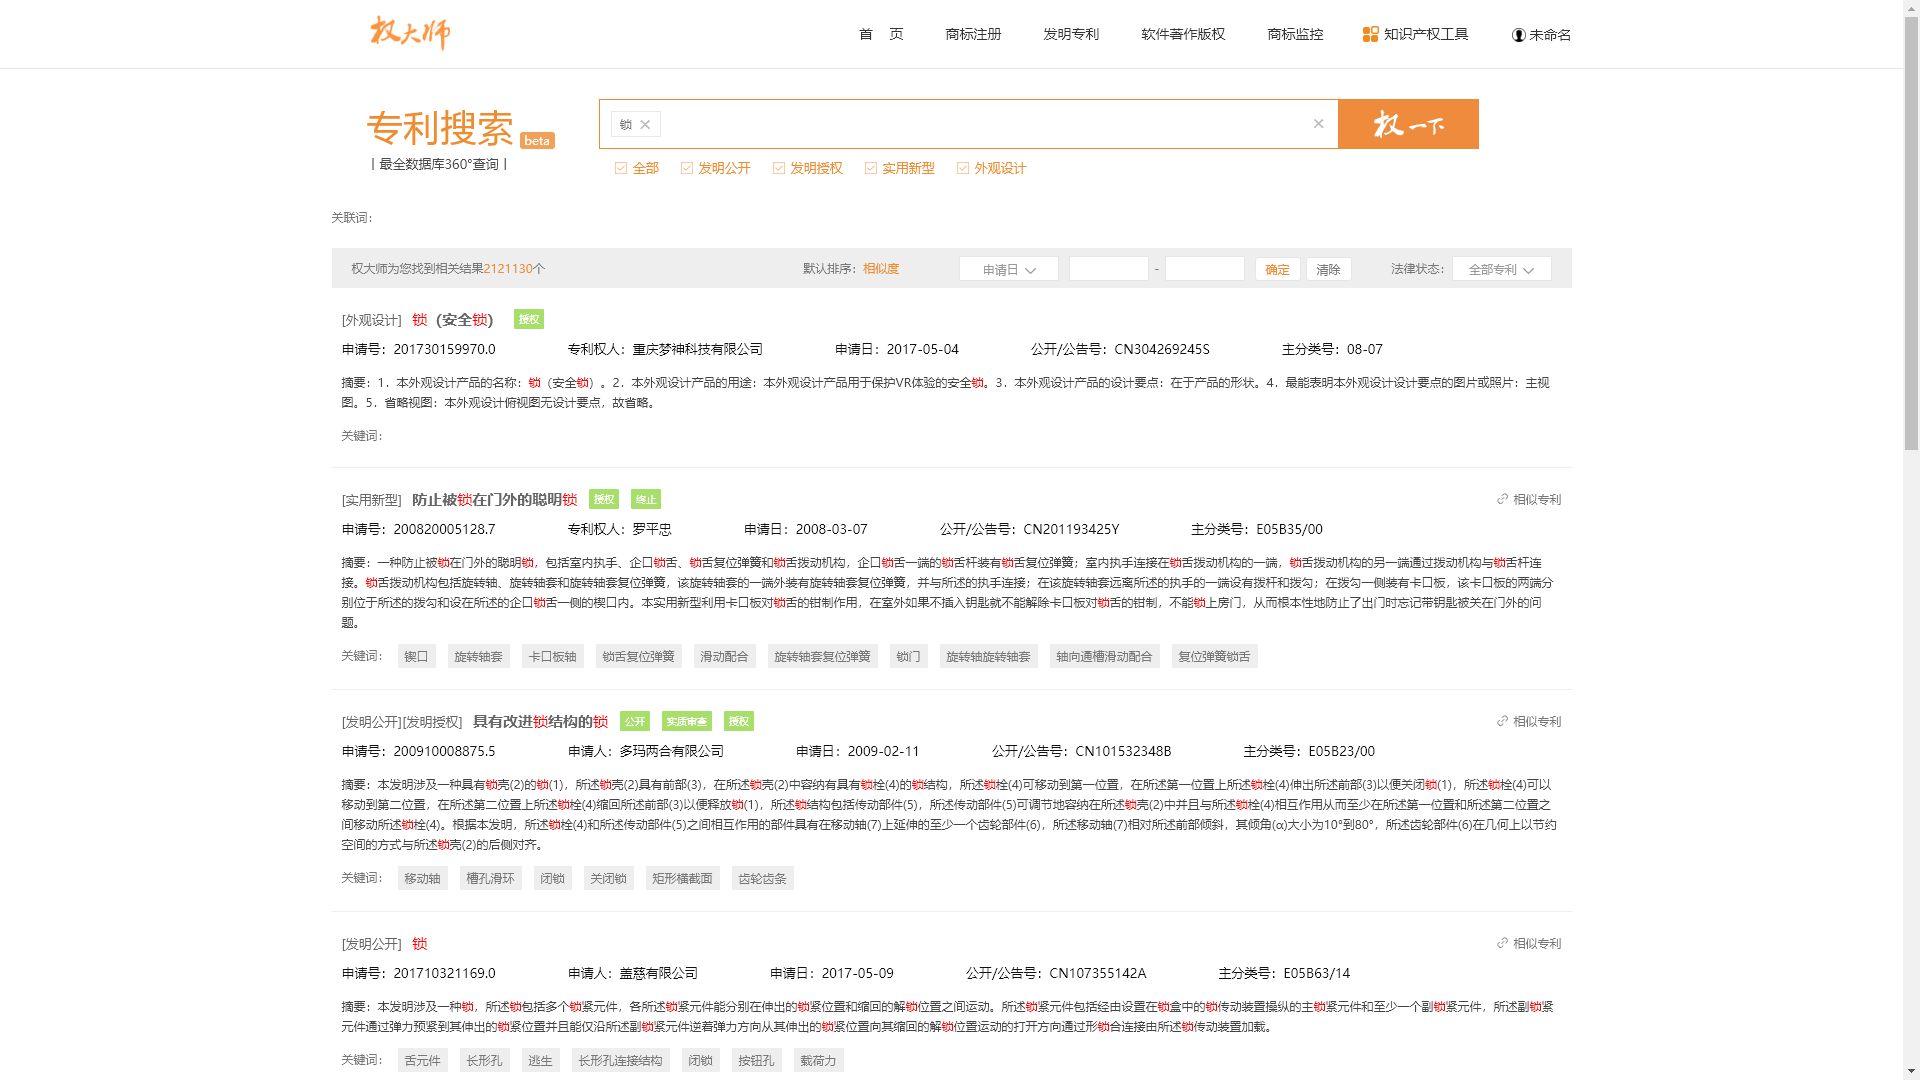 权大师
首 页 商标注册 发明专利 软件著作版权 商标监控 知识产权工具 未命名
专利搜索 beta
| 最全数据库360°查询 |
锁 权一下
全部 发明公开 发明授权 实用新型 外观设计
关联词：
权大师为您找到相关结果2121130个 默认排序：相似度 申请日 - 确定 清除 法律状态： 全部专利
[外观设计] 锁（安全锁） 授权
申请号：201730159970.0 专利权人：重庆梦神科技有限公司 申请日：2017-05-04 公开/公告号：CN304269245S 主分类号：08-07
摘要：1．本外观设计产品的名称：锁（安全锁）。2．本外观设计产品的用途：本外观设计产品用于保护VR体验的安全锁。3．本外观设计产品的设计要点：在于产品的形状。4．最能表明本外观设计设计要点的图片或照片：主视
图。5．省略视图：本外观设计俯视图无设计要点，故省略。
关键词：
[实用新型] 防止被锁在门外的聪明锁 授权 终止 相似专利
申请号：200820005128.7 专利权人：罗平忠 申请日：2008-03-07 公开/公告号：CN201193425Y 主分类号：E05B35/00
摘要：一种防止被锁在门外的聪明锁，包括室内执手、企口锁舌、锁舌复位弹簧和锁舌拨动机构，企口锁舌一端的锁舌杆装有锁舌复位弹簧；室内执手连接在锁舌拨动机构的一端，锁舌拨动机构的另一端通过拨动机构与锁舌杆连
接。锁舌拨动机构包括旋转轴、旋转轴套和旋转轴套复位弹簧，该旋转轴套的一端外装有旋转轴套复位弹簧，并与所述的执手连接；在该旋转轴套远离所述的执手的一端设有拨杆和拨勾；在拨勾一侧装有卡口板，该卡口板的两端分
别位于所述的拨勾和设在所述的企口锁舌一侧的楔口内。本实用新型利用卡口板对锁舌的钳制作用，在室外如果不插入钥匙就不能解除卡口板对锁舌的钳制，不能锁上房门，从而根本性地防止了出门时忘记带钥匙被关在门外的问
题。
关键词： 锲口 旋转轴套 卡口板轴 锁舌复位弹簧 滑动配合 旋转轴套复位弹簧 锁门 旋转轴旋转轴套 轴向通槽滑动配合 复位弹簧锁舌
[发明公开][发明授权] 具有改进锁结构的锁 公开 实质审查 授权 相似专利
申请号：200910008875.5 申请人：多玛两合有限公司 申请日：2009-02-11 公开/公告号：CN101532348B 主分类号：E05B23/00
摘要：本发明涉及一种具有锁壳(2)的锁(1)，所述锁壳(2)具有前部(3)，在所述锁壳(2)中容纳有具有锁栓(4)的锁结构，所述锁栓(4)可移动到第一位置，在所述第一位置上所述锁栓(4)伸出所述前部(3)以便关闭锁(1)，所述锁栓(4)可以
移动到第二位置，在所述第二位置上所述锁栓(4)缩回所述前部(3)以便释放锁(1)，所述锁结构包括传动部件(5)，所述传动部件(5)可调节地容纳在所述锁壳(2)中并且与所述锁栓(4)相互作用从而至少在所述第一位置和所述第二位置之
间移动所述锁栓(4)。根据本发明，所述锁栓(4)和所述传动部件(5)之间相互作用的部件具有在移动轴(7)上延伸的至少一个齿轮部件(6)，所述移动轴(7)相对所述前部倾斜，其倾角(α)大小为10°到80°，所述齿轮部件(6)在几何上以节约
空间的方式与所述锁壳(2)的后侧对齐。
关键词： 移动轴 槽孔滑环 闭锁 关闭锁 矩形横截面 齿轮齿条
[发明公开] 锁 相似专利
申请号：201710321169.0 申请人：盖慈有限公司 申请日：2017-05-09 公开/公告号：CN107355142A 主分类号：E05B63/14
摘要：本发明涉及一种锁，所述锁包括多个锁紧元件，各所述锁紧元件能分别在伸出的锁紧位置和缩回的解锁位置之间运动。所述锁紧元件包括经由设置在锁盒中的锁传动装置操纵的主锁紧元件和至少一个副锁紧元件，所述副锁紧
元件通过弹力预紧到其伸出的锁紧位置并且能仅沿所述副锁紧元件逆着弹力方向从其伸出的锁紧位置向其缩回的解锁位置运动的打开方向通过形锁合连接由所述锁传动装置加载。
关键词： 舌元件 长形孔 逃生 长形孔连接结构 闭锁 按钮孔 载荷力